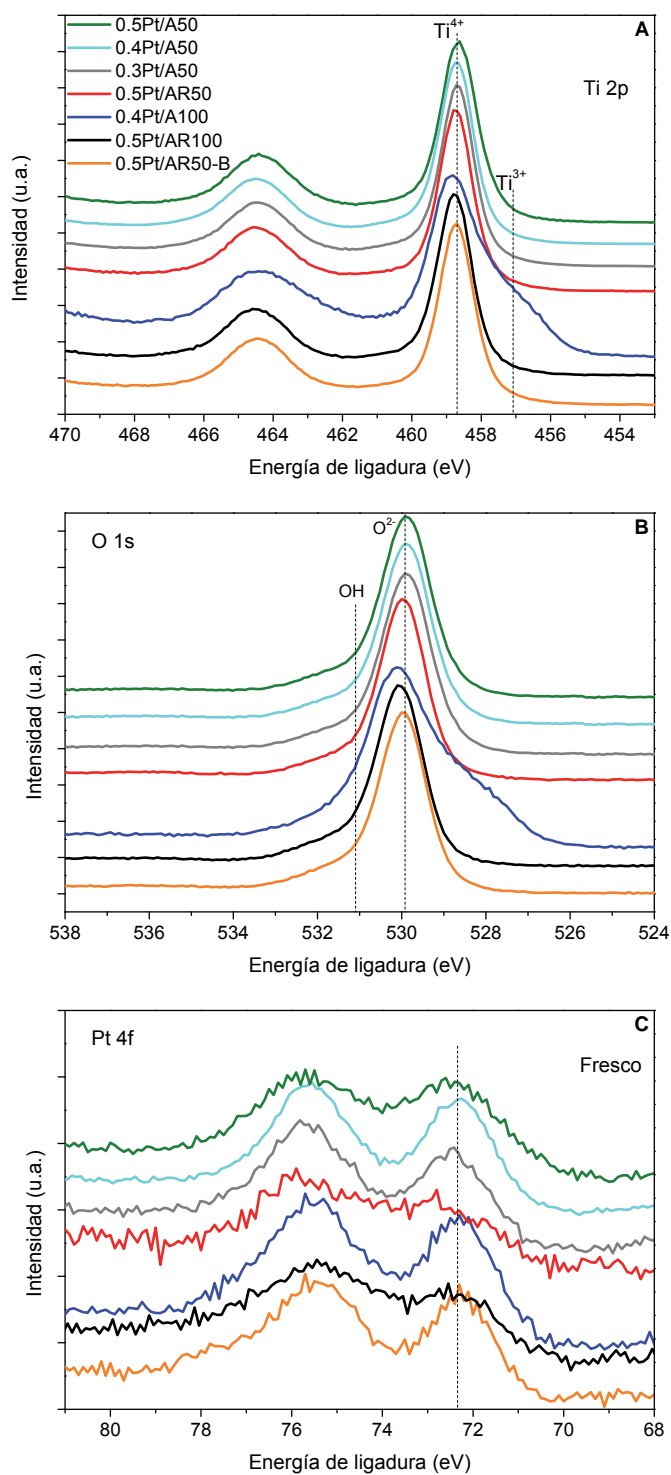 0.5Pt/A50
0.4Pt/A50
0.3Pt/A50
0.5Pt/AR50
0.4Pt/A100
0.5Pt/AR100
0.5Pt/AR50-B
Ti⁴⁺
A
Ti 2p
Ti³⁺
Intensidad (u.a.)
470 468 466 464 462 460 458 456 454
Energía de ligadura (eV)
B
O 1s
O²⁻
OH
Intensidad (u.a.)
538 536 534 532 530 528 526 524
Energía de ligadura (eV)
C
Pt 4f
Fresco
Intensidad (u.a.)
80 78 76 74 72 70 68
Energía de ligadura (eV)